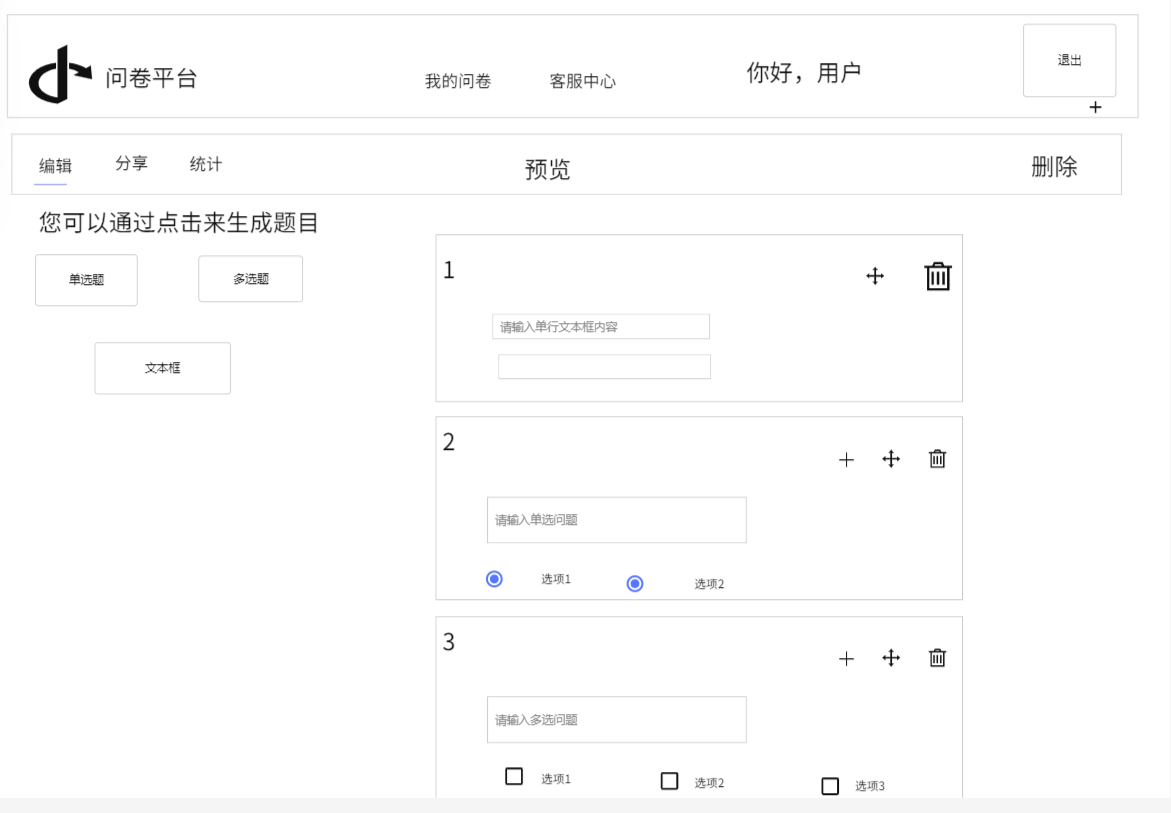 问卷平台
我的问卷
客服中心
你好，用户
退出
编辑
分享
统计
预览
删除
您可以通过点击来生成题目
单选题
多选题
文本框
1
请输入单行文本框内容
2
请输入单选问题
选项1
选项2
3
请输入多选问题
选项1
选项2
选项3